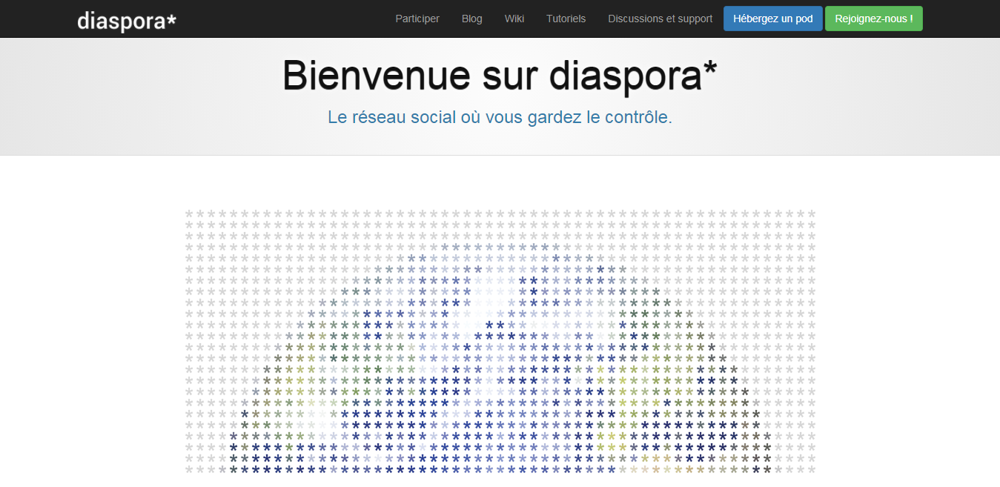 diaspora* Participer Blog Wiki Tutoriels Discussions et support Hébergez un pod Rejoignez-nous !
Bienvenue sur diaspora*
Le réseau social où vous gardez le contrôle.